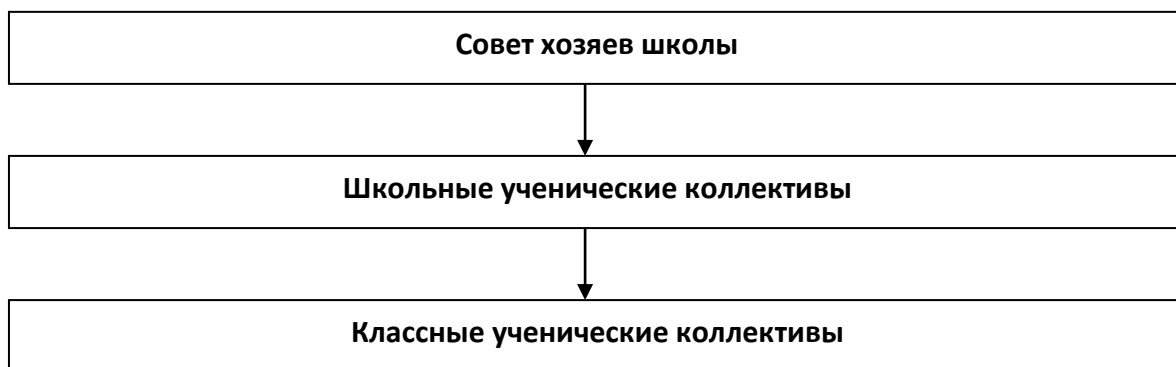 Совет хозяев школы
Школьные ученические коллективы
Классные ученические коллективы